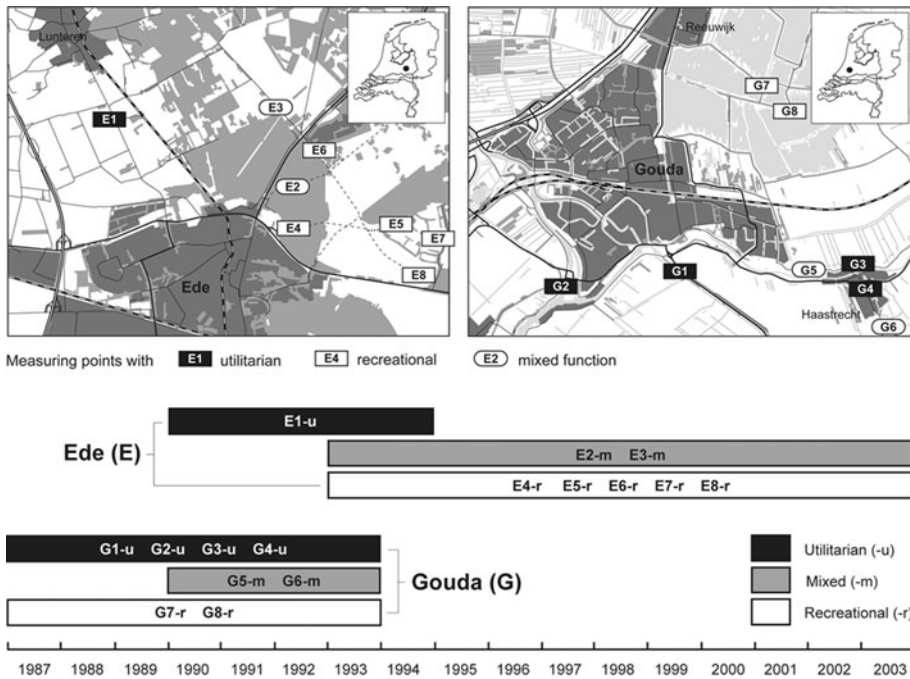 Lunteren
E1
E3
E6
E2
E4
E5
E7
E8
Ede
Reeuwijk
G7
G8
Gouda
G2
G1
G5
G3
G4
Haastrecht
G6
Measuring points with E1 utilitarian E4 recreational E2 mixed function
E1-u
Ede (E)
E2-m E3-m
E4-r E5-r E6-r E7-r E8-r
G1-u G2-u G3-u G4-u
Utilitarian (-u)
G5-m G6-m
Gouda (G)
Mixed (-m)
G7-r G8-r
Recreational (-r)
1987 1988 1989 1990 1991 1992 1993 1994 1995 1996 1997 1998 1999 2000 2001 2002 2003